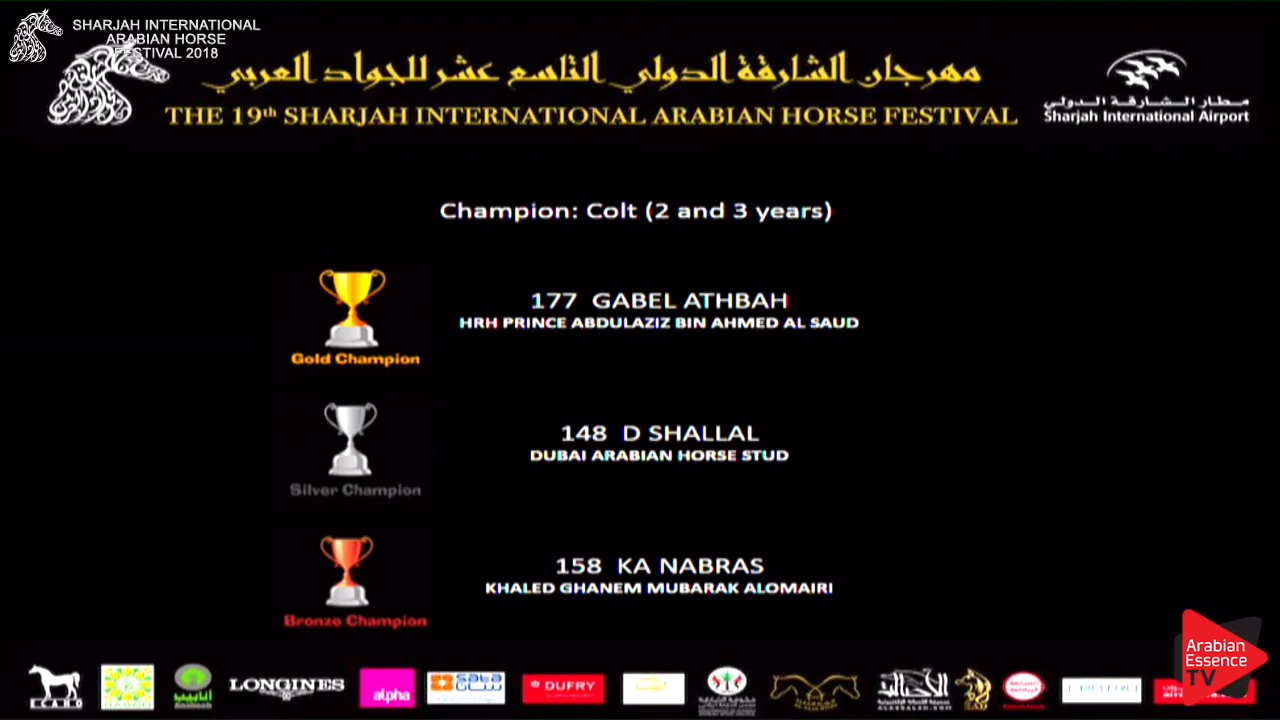 SHARJAH INTERNATIONAL
ARABIAN HORSE
FESTIVAL 2018
مهرجان الشارقة الدولي التاسع عشر للجواد العربي
THE 19th SHARJAH INTERNATIONAL ARABIAN HORSE FESTIVAL
مطار الشارقة الدولي
Sharjah International Airport
Champion: Colt (2 and 3 years)
177 GABEL ATHBAH
HRH PRINCE ABDULAZIZ BIN AHMED AL SAUD
Gold Champion
148 D SHALLAL
DUBAI ARABIAN HORSE STUD
Silver Champion
158 KA NABRAS
KHALED GHANEM MUBARAK ALOMAIRI
Bronze Champion
Arabian
Essence
TV
LONGINES
alpha
DUFRY